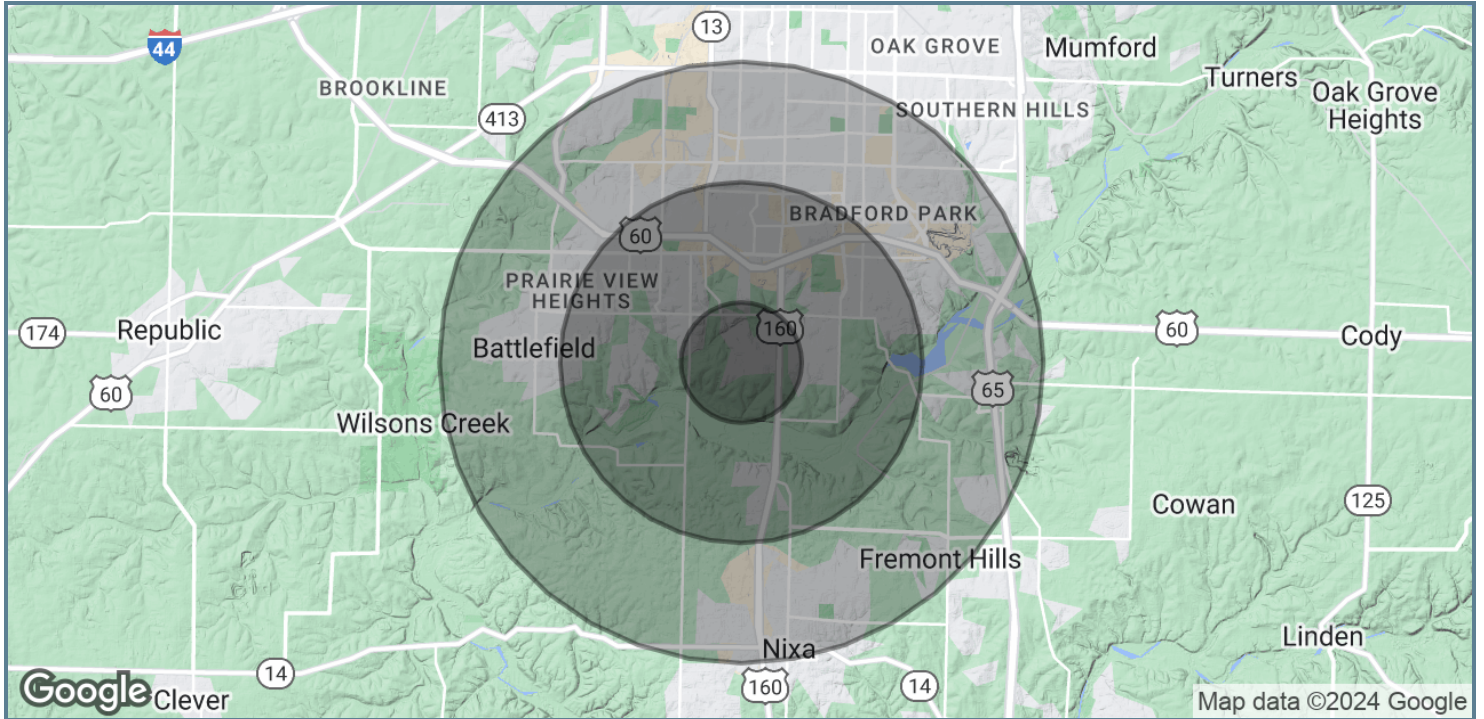 13
OAK GROVE
Mumford
44
Turners
BROOKLINE
Oak Grove
Heights
413
SOUTHERN HILLS
BRADFORD PARK
60
PRAIRIE VIEW
HEIGHTS
174
Republic
160
60
Cody
Battlefield
60
65
Wilsons Creek
Cowan
125
Fremont Hills
Linden
Nixa
14
160
14
Google
Clever
Map data ©2024 Google